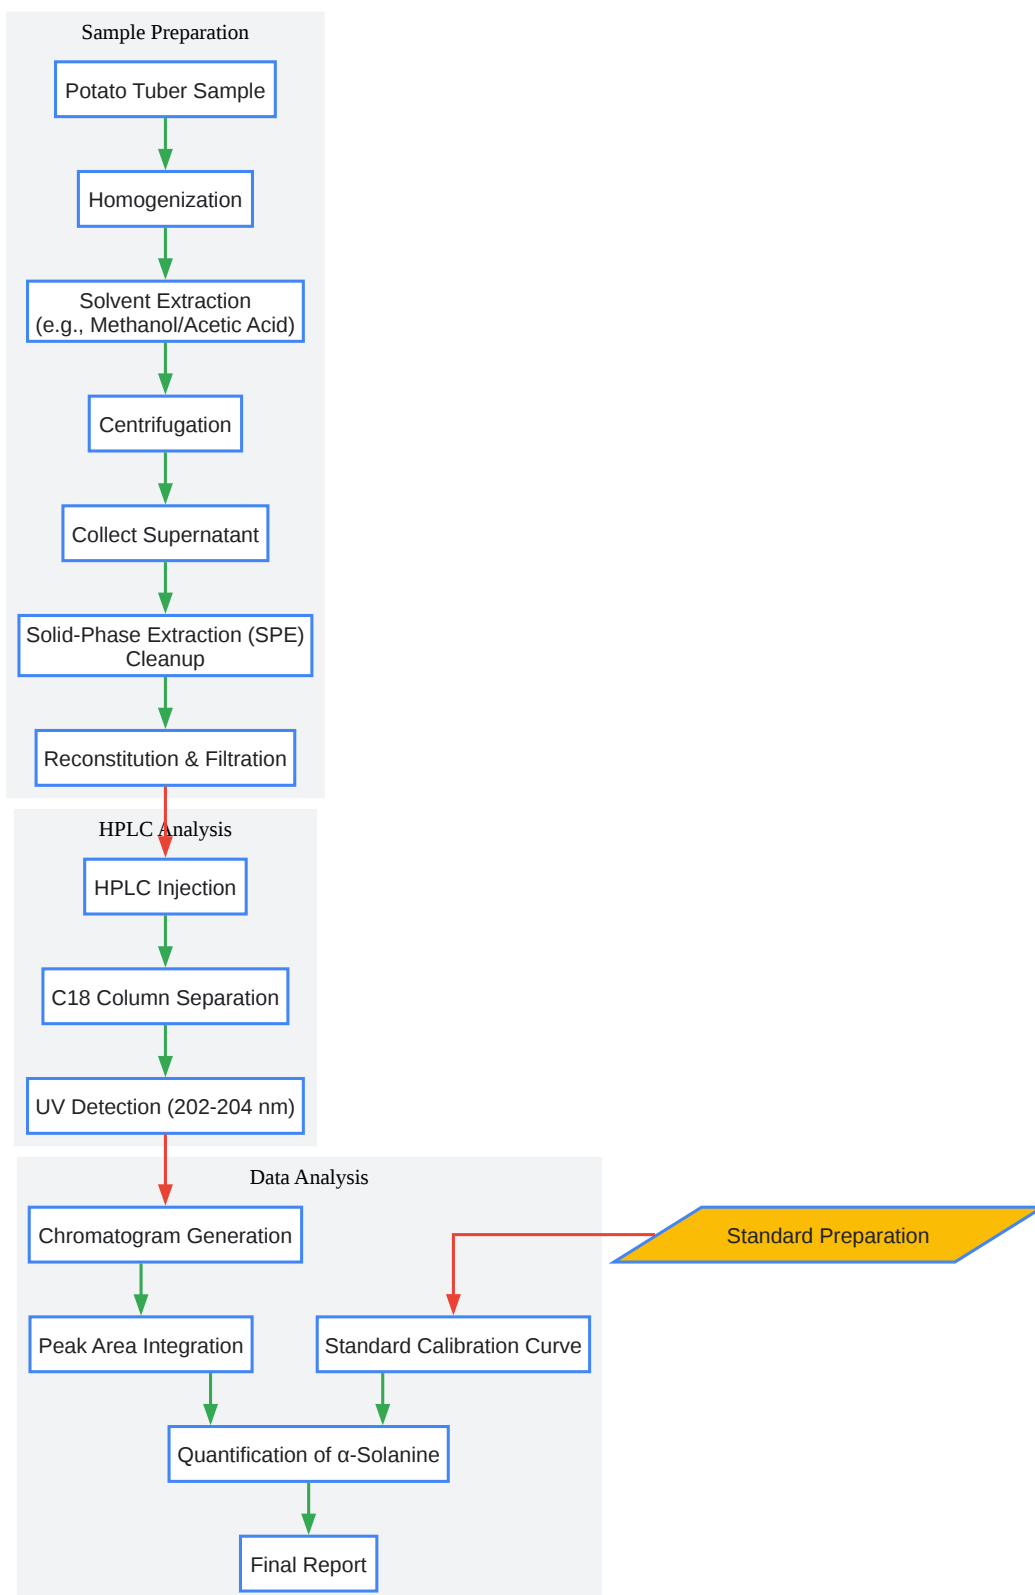 Sample Preparation
Potato Tuber Sample
Homogenization
Solvent Extraction
(e.g., Methanol/Acetic Acid)
Centrifugation
Collect Supernatant
Solid-Phase Extraction (SPE)
Cleanup
Reconstitution & Filtration
HPLC Analysis
HPLC Injection
C18 Column Separation
UV Detection (202-204 nm)
Data Analysis
Chromatogram Generation
Standard Preparation
Peak Area Integration
Standard Calibration Curve
Quantification of α-Solanine
Final Report